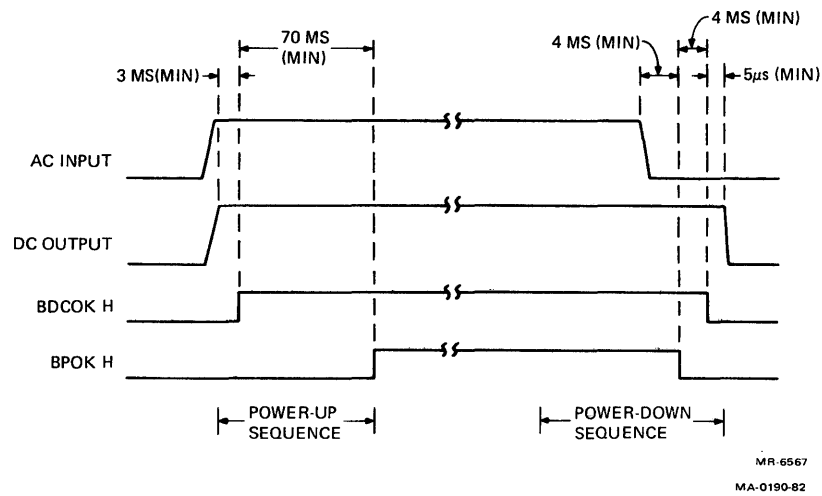 4 MS (MIN)
70 MS
(MIN)
4 MS (MIN)
3 MS(MIN)
5μs (MIN)
AC INPUT
DC OUTPUT
BDCOK H
BPOK H
POWER-UP
SEQUENCE
POWER-DOWN
SEQUENCE
MR-6567
MA-0190-82